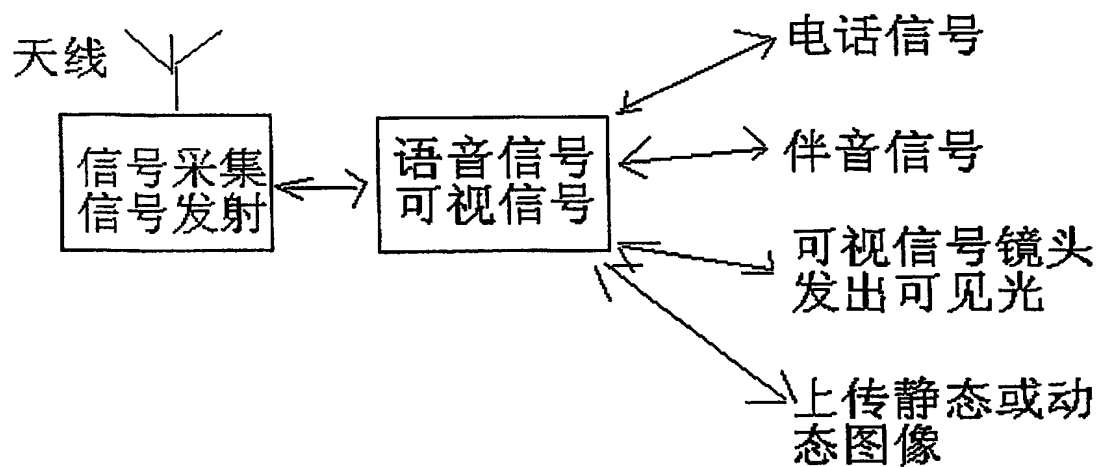 天线
信号采集
信号发射
语音信号
可视信号
电话信号
伴音信号
可视信号镜头
发出可见光
上传静态或动
态图像